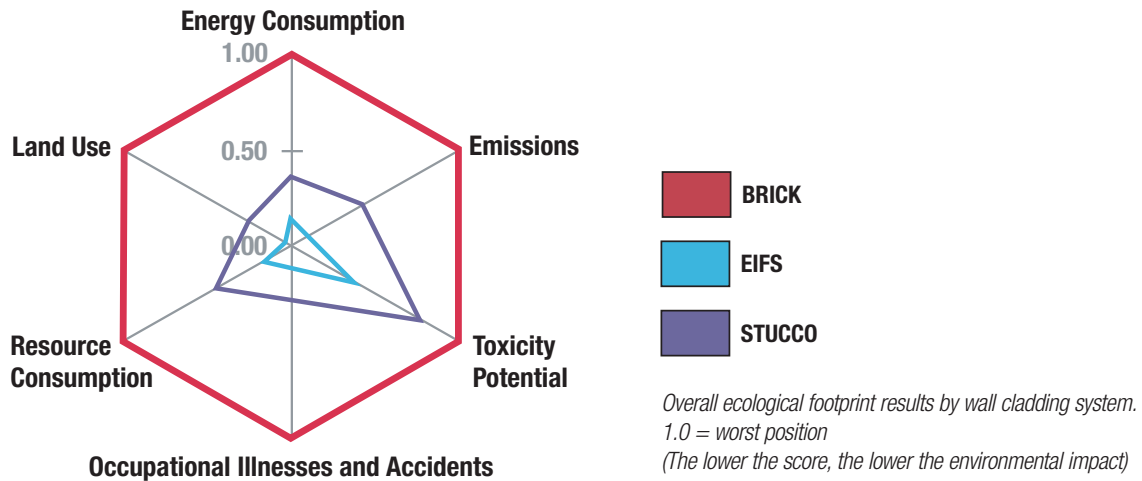 Energy Consumption
1.00
Land Use
0.50
Emissions
0.00
Resource
Consumption
Toxicity
Potential
Occupational Illnesses and Accidents
BRICK
EIFS
STUCCO
Overall ecological footprint results by wall cladding system.
1.0 = worst position
(The lower the score, the lower the environmental impact)